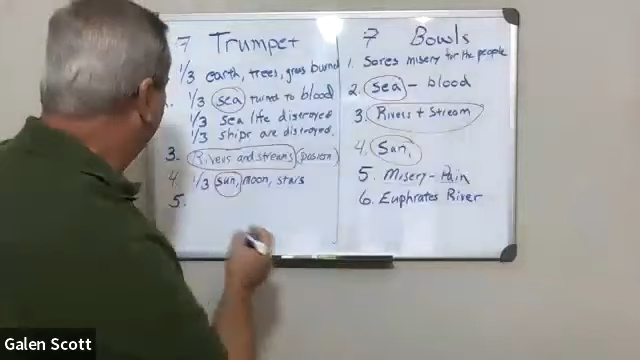 7 Trumpet
1/3 earth, trees, grass burned
1/3 sea turned to blood
1/3 sea life distroyed
1/3 ships are distroyed.
3. Rivers and streams (poison)
4. 1/3 sun, moon, stars
5.
7 Bowls
1. Sores misery for the people
2. sea - blood
3. Rivers + Stream
4. Sun,
5. Misery - Pain
6. Euphrates River
Galen Scott